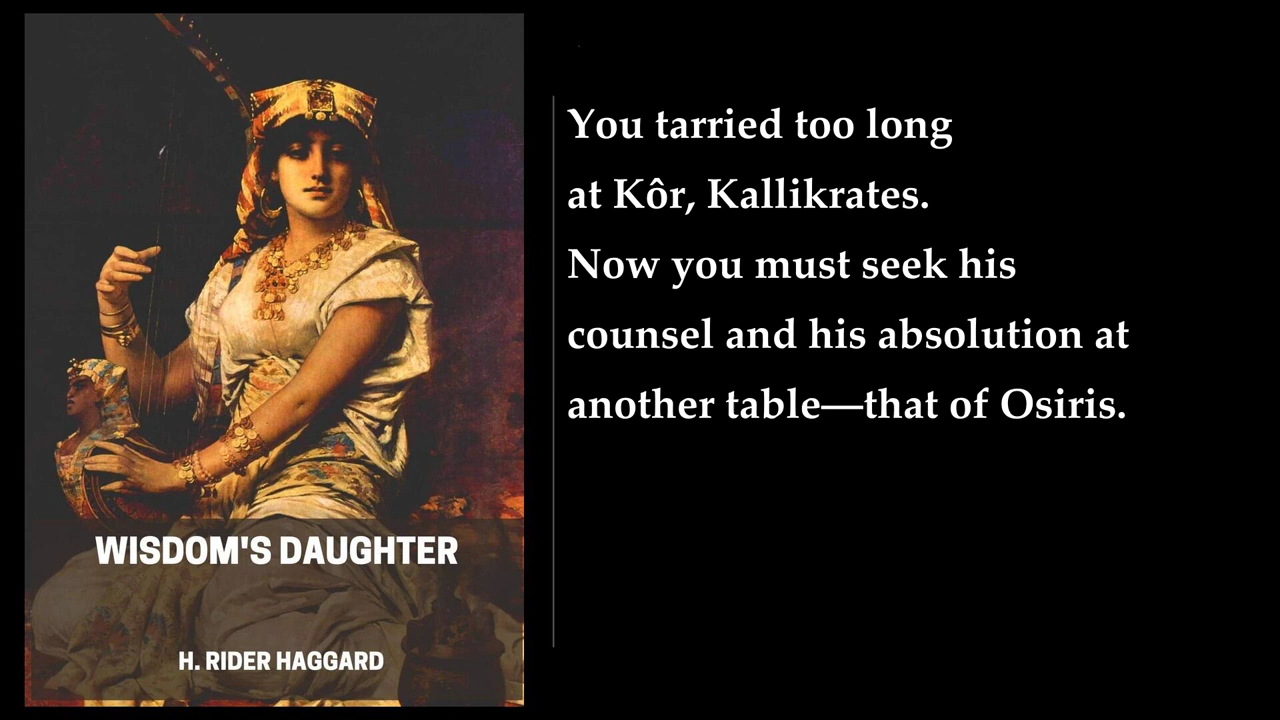 You tarried too long
at Kôr, Kallikrates.
Now you must seek his
counsel and his absolution at
another table—that of Osiris.
WISDOM'S DAUGHTER
H. RIDER HAGGARD